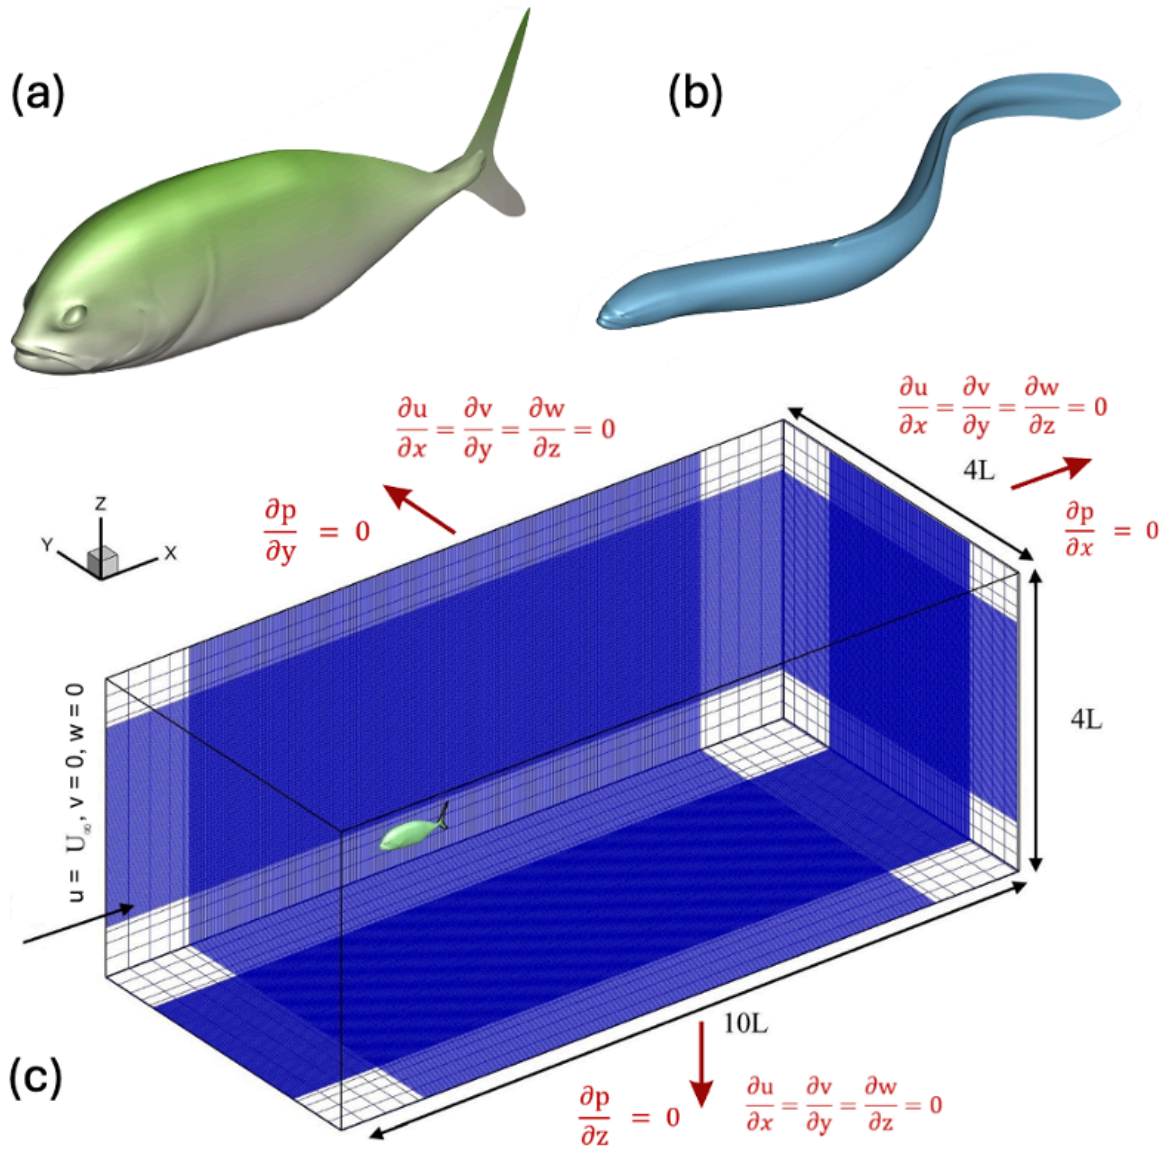 (a)
(b)
∂u/∂x = ∂v/∂y = ∂w/∂z = 0
∂u/∂x = ∂v/∂y = ∂w/∂z = 0
4L
∂p/∂y = 0
∂p/∂x = 0
Z
Y
X
4L
u = U∞, v = 0, w = 0
10L
(c)
∂p/∂z = 0
∂u/∂x = ∂v/∂y = ∂w/∂z = 0